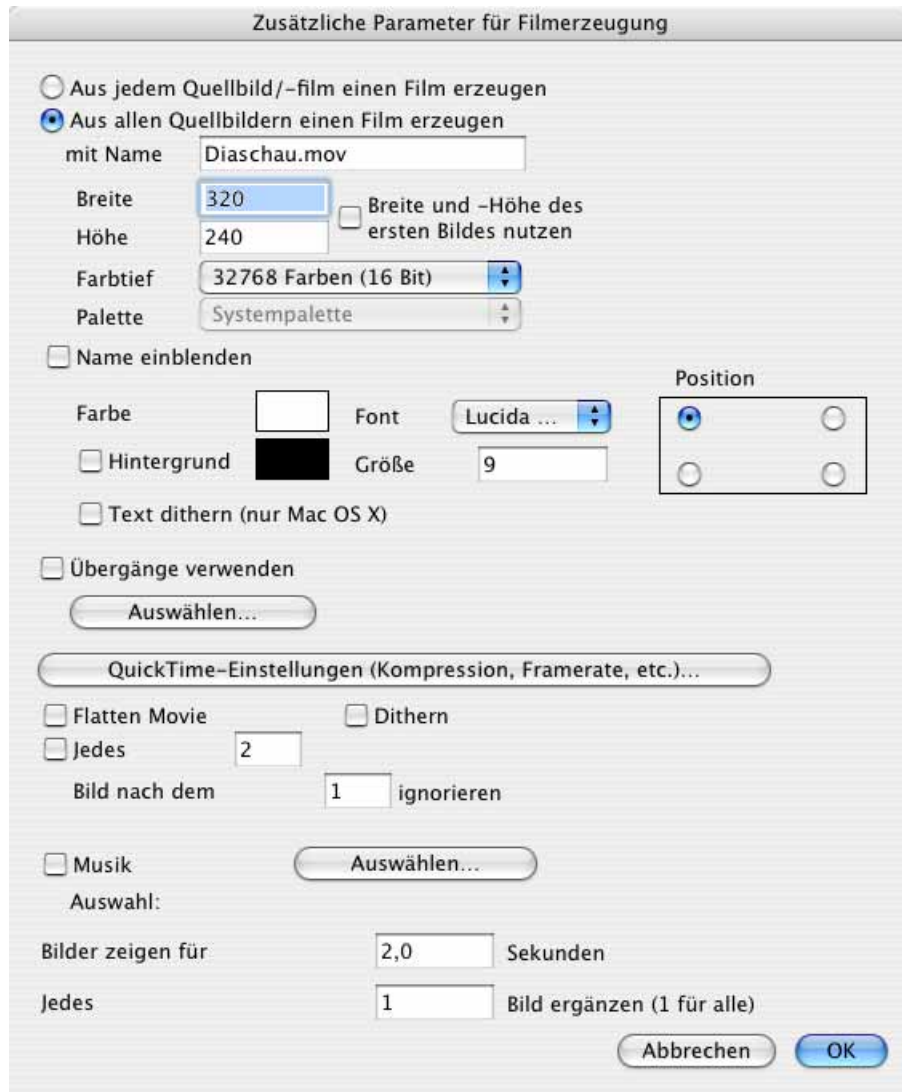 Zusätzliche Parameter für Filmerzeugung
Aus jedem Quellbild/-film einen Film erzeugen
Aus allen Quellbildern einen Film erzeugen
mit Name Diaschau.mov
Breite 320
Breite und -Höhe des
ersten Bildes nutzen
Höhe 240
Farbtief 32768 Farben (16 Bit)
Palette Systempalette
Name einblenden
Position
Farbe Font Lucida ...
Hintergrund Größe 9
Text dithern (nur Mac OS X)
Übergänge verwenden
Auswählen...
QuickTime-Einstellungen (Kompression, Framerate, etc.)...
Flatten Movie Dithern
Jedes 2
Bild nach dem 1 ignorieren
Musik Auswählen...
Auswahl:
Bilder zeigen für 2,0 Sekunden
Jedes 1 Bild ergänzen (1 für alle)
Abbrechen OK